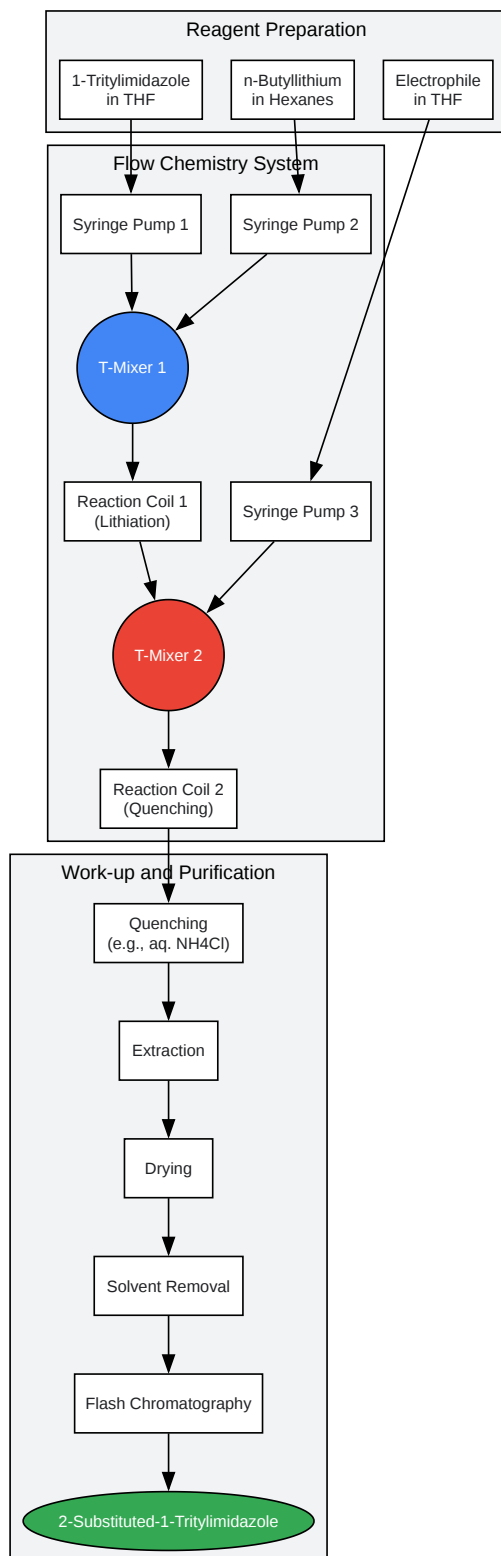 Reagent Preparation
1-Tritylimidazole
in THF
n-Butyllithium
in Hexanes
Electrophile
in THF
Flow Chemistry System
Syringe Pump 1
Syringe Pump 2
T-Mixer 1
Reaction Coil 1
(Lithiation)
Syringe Pump 3
T-Mixer 2
Reaction Coil 2
(Quenching)
Work-up and Purification
Quenching
(e.g., aq. NH4Cl)
Extraction
Drying
Solvent Removal
Flash Chromatography
2-Substituted-1-Tritylimidazole